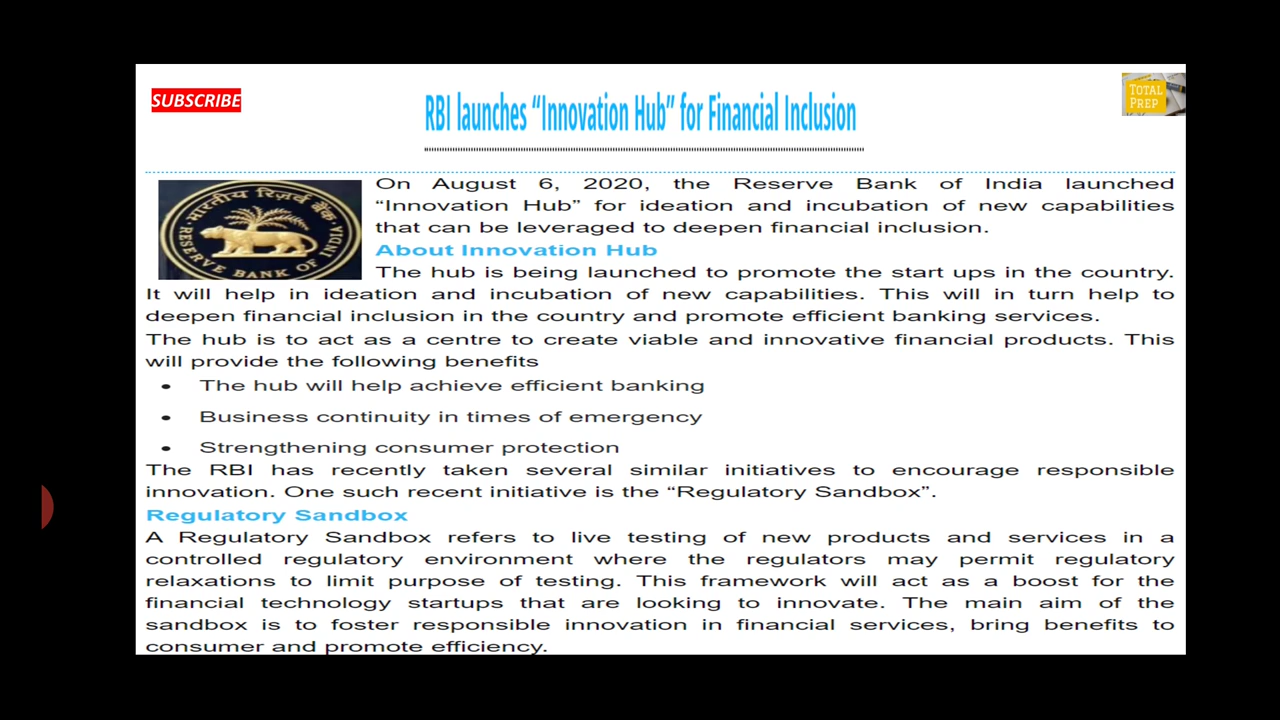 SUBSCRIBE
RBI launches “Innovation Hub” for Financial Inclusion
TOTAL
PREP
भारतीय रिज़र्व बैंक
RESERVE BANK OF INDIA
On August 6, 2020, the Reserve Bank of India launched
“Innovation Hub” for ideation and incubation of new capabilities
that can be leveraged to deepen financial inclusion.
About Innovation Hub
The hub is being launched to promote the start ups in the country.
It will help in ideation and incubation of new capabilities. This will in turn help to
deepen financial inclusion in the country and promote efficient banking services.
The hub is to act as a centre to create viable and innovative financial products. This
will provide the following benefits
• The hub will help achieve efficient banking
• Business continuity in times of emergency
• Strengthening consumer protection
The RBI has recently taken several similar initiatives to encourage responsible
innovation. One such recent initiative is the “Regulatory Sandbox”.
Regulatory Sandbox
A Regulatory Sandbox refers to live testing of new products and services in a
controlled regulatory environment where the regulators may permit regulatory
relaxations to limit purpose of testing. This framework will act as a boost for the
financial technology startups that are looking to innovate. The main aim of the
sandbox is to foster responsible innovation in financial services, bring benefits to
consumer and promote efficiency.